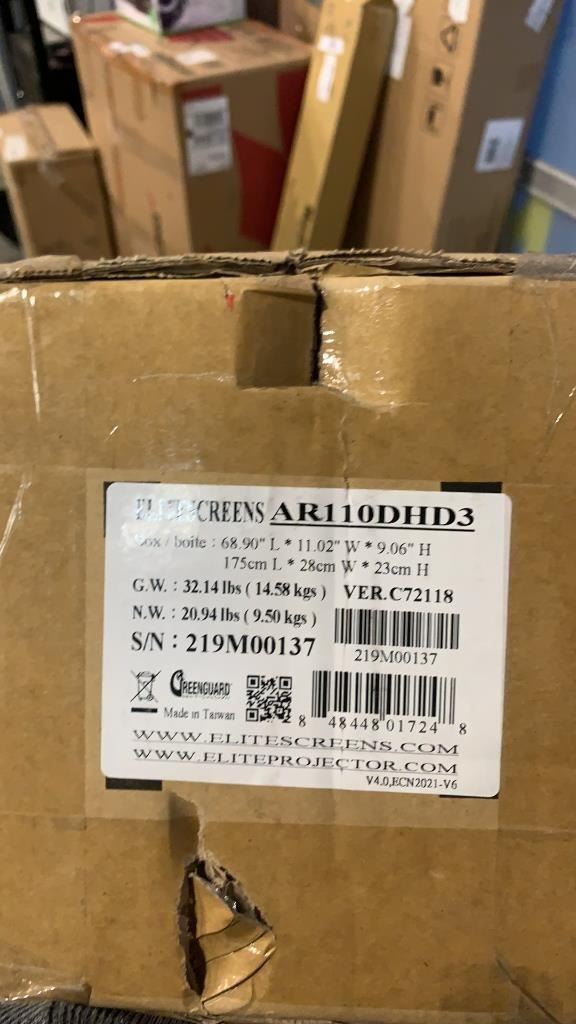 ELITESCREENS AR110DHD3
Box / boite : 68.90" L * 11.02" W * 9.06" H
175cm L * 28cm W * 23cm H
G.W. : 32.14 lbs ( 14.58 kgs ) VER.C72118
N.W. : 20.94 lbs ( 9.50 kgs )
S/N : 219M00137
219M00137
GREENGUARD
Made in Taiwan
8 48448 01724 8
WWW.ELITESCREENS.COM
WWW.ELITEPROJECTOR.COM
V4.0,ECN2021-V6